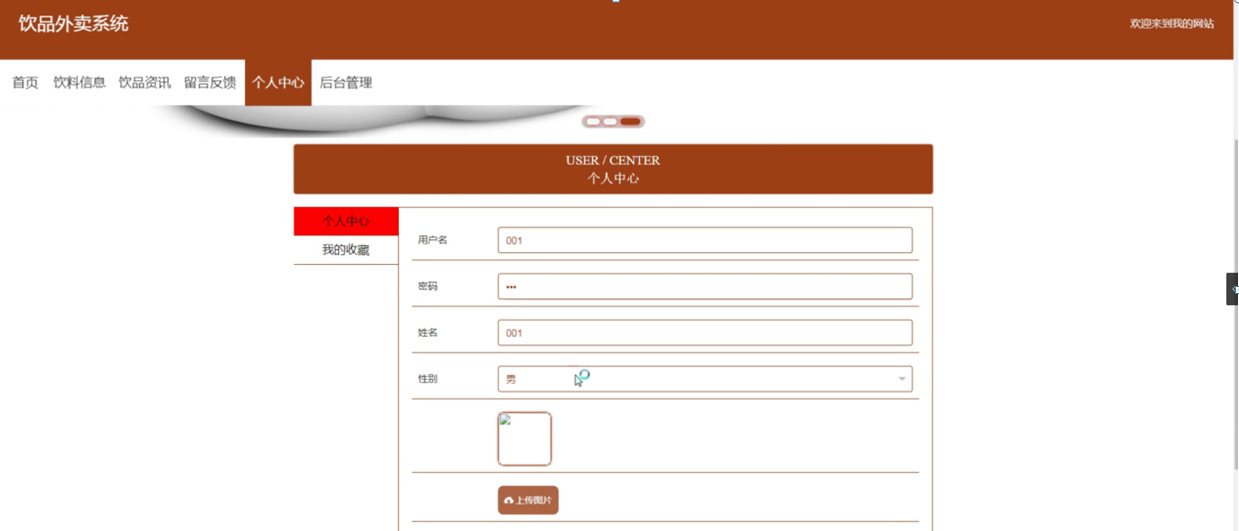 饮品外卖系统
欢迎来到我的网站
首页 饮料信息 饮品资讯 留言反馈 个人中心 后台管理
USER / CENTER
个人中心
个人中心
我的收藏
用户名 001
密码 •••
姓名 001
性别 男
上传图片